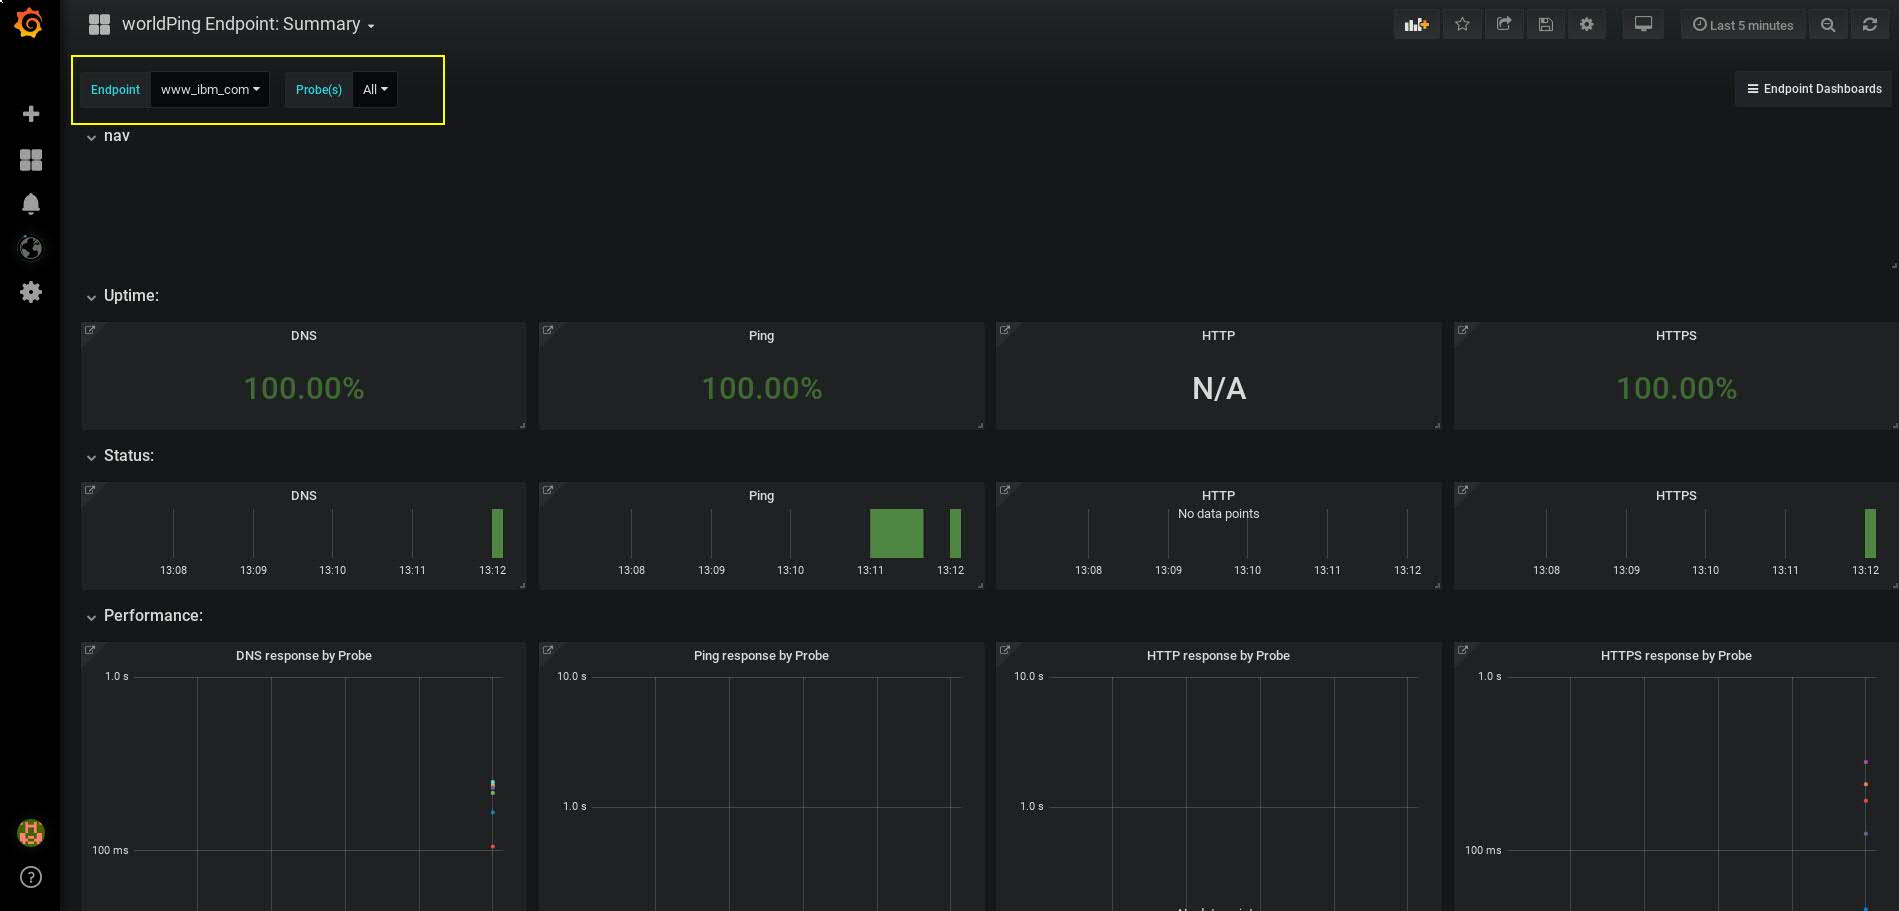 worldPing Endpoint: Summary
Last 5 minutes
Endpoint www_ibm_com Probe(s) All
Endpoint Dashboards
nav
Uptime:
DNS Ping HTTP HTTPS
100.00% 100.00% N/A 100.00%
Status:
DNS Ping HTTP HTTPS
No data points
13:08 13:09 13:10 13:11 13:12 13:08 13:09 13:10 13:11 13:12 13:08 13:09 13:10 13:11 13:12 13:08 13:09 13:10 13:11 13:12
Performance:
DNS response by Probe Ping response by Probe HTTP response by Probe HTTPS response by Probe
1.0 s 10.0 s 10.0 s 1.0 s
1.0 s 1.0 s
100 ms 100 ms
?